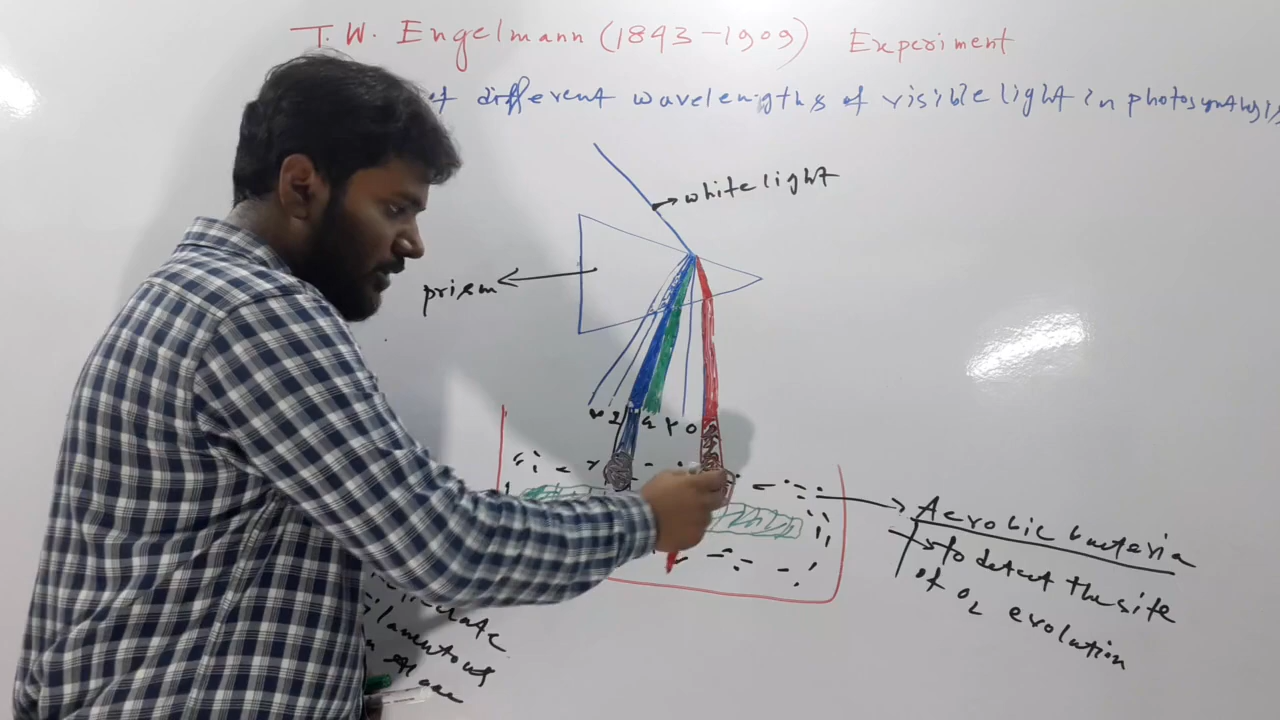 T. W. Engelmann (1843-1909) Experiment
of different wavelengths of visible light in photosynthesis
white light
prism
V I G Y O
Aerobic bacteria
to detect the site
of O2 evolution